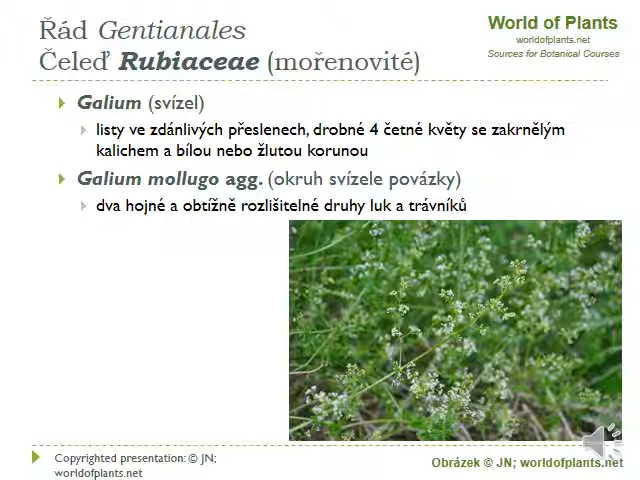 Řád Gentianales
Čeleď Rubiaceae (mořenovité)
World of Plants
worldofplants.net
Sources for Botanical Courses
Galium (svízel)
listy ve zdánlivých přeslenech, drobné 4 četné květy se zakrnělým
kalichem a bílou nebo žlutou korunou
Galium mollugo agg. (okruh svízele povázky)
dva hojné a obtížně rozlišitelné druhy luk a trávníků
Copyrighted presentation: © JN;
worldofplants.net
Obrázek © JN; worldofplants.net